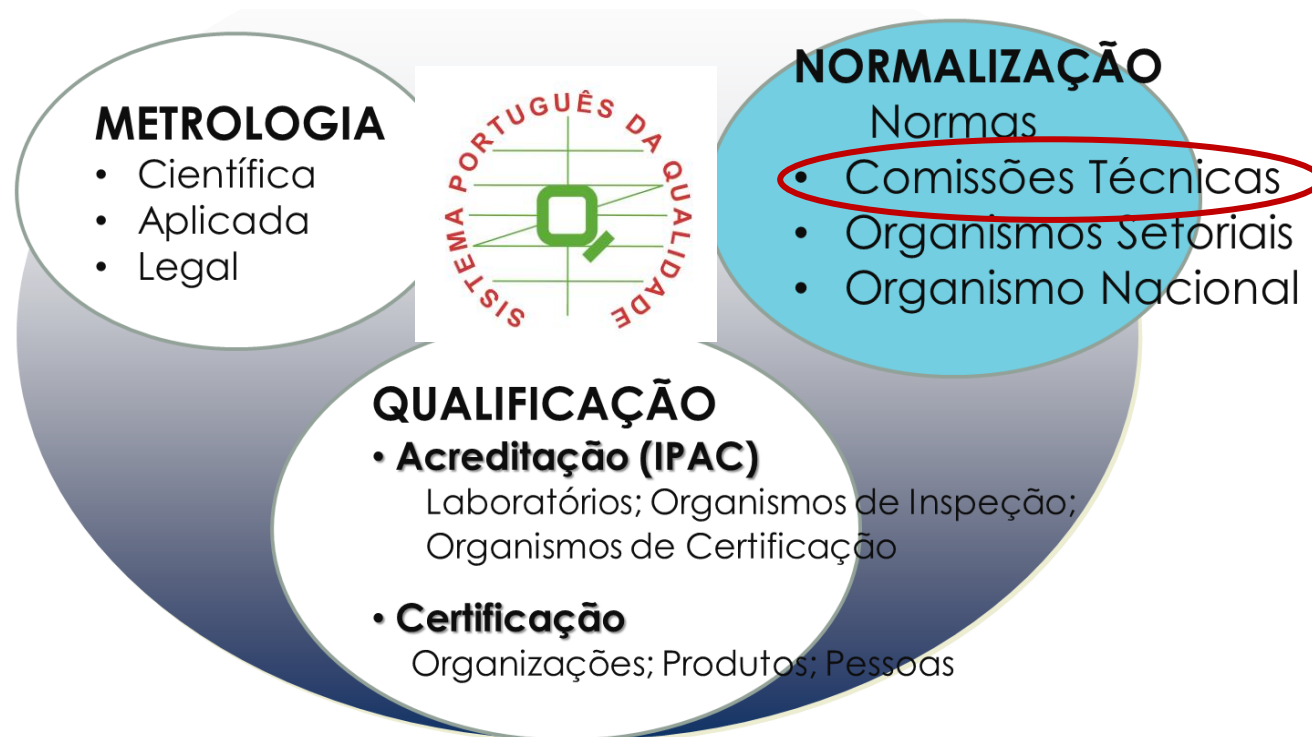 METROLOGIA
• Científica
• Aplicada
• Legal
SISTEMA PORTUGUÊS DA QUALIDADE
NORMALIZAÇÃO
Normas
• Comissões Técnicas
• Organismos Setoriais
• Organismo Nacional
QUALIFICAÇÃO
• Acreditação (IPAC)
Laboratórios; Organismos de Inspeção;
Organismos de Certificação
• Certificação
Organizações; Produtos; Pessoas